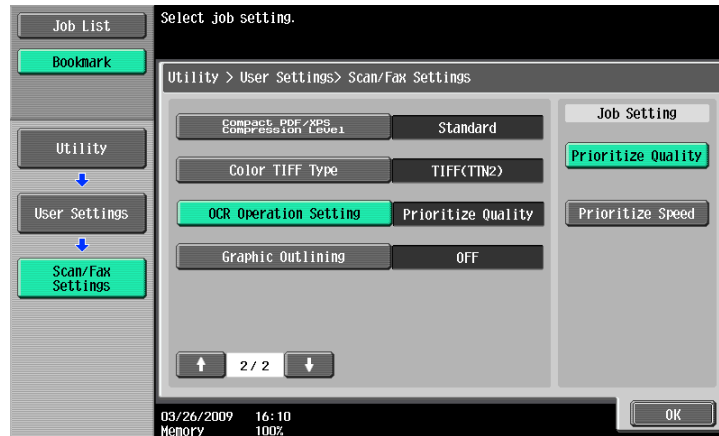 Job List
Bookmark
Utility
User Settings
Scan/Fax
Settings
Select job setting.
Utility > User Settings> Scan/Fax Settings
Compact PDF/XPS
Compression Level
Standard
Color TIFF Type
TIFF(TTN2)
OCR Operation Setting
Prioritize Quality
Graphic Outlining
OFF
2/ 2
Job Setting
Prioritize Quality
Prioritize Speed
03/26/2009 16:10
Memory 100%
OK